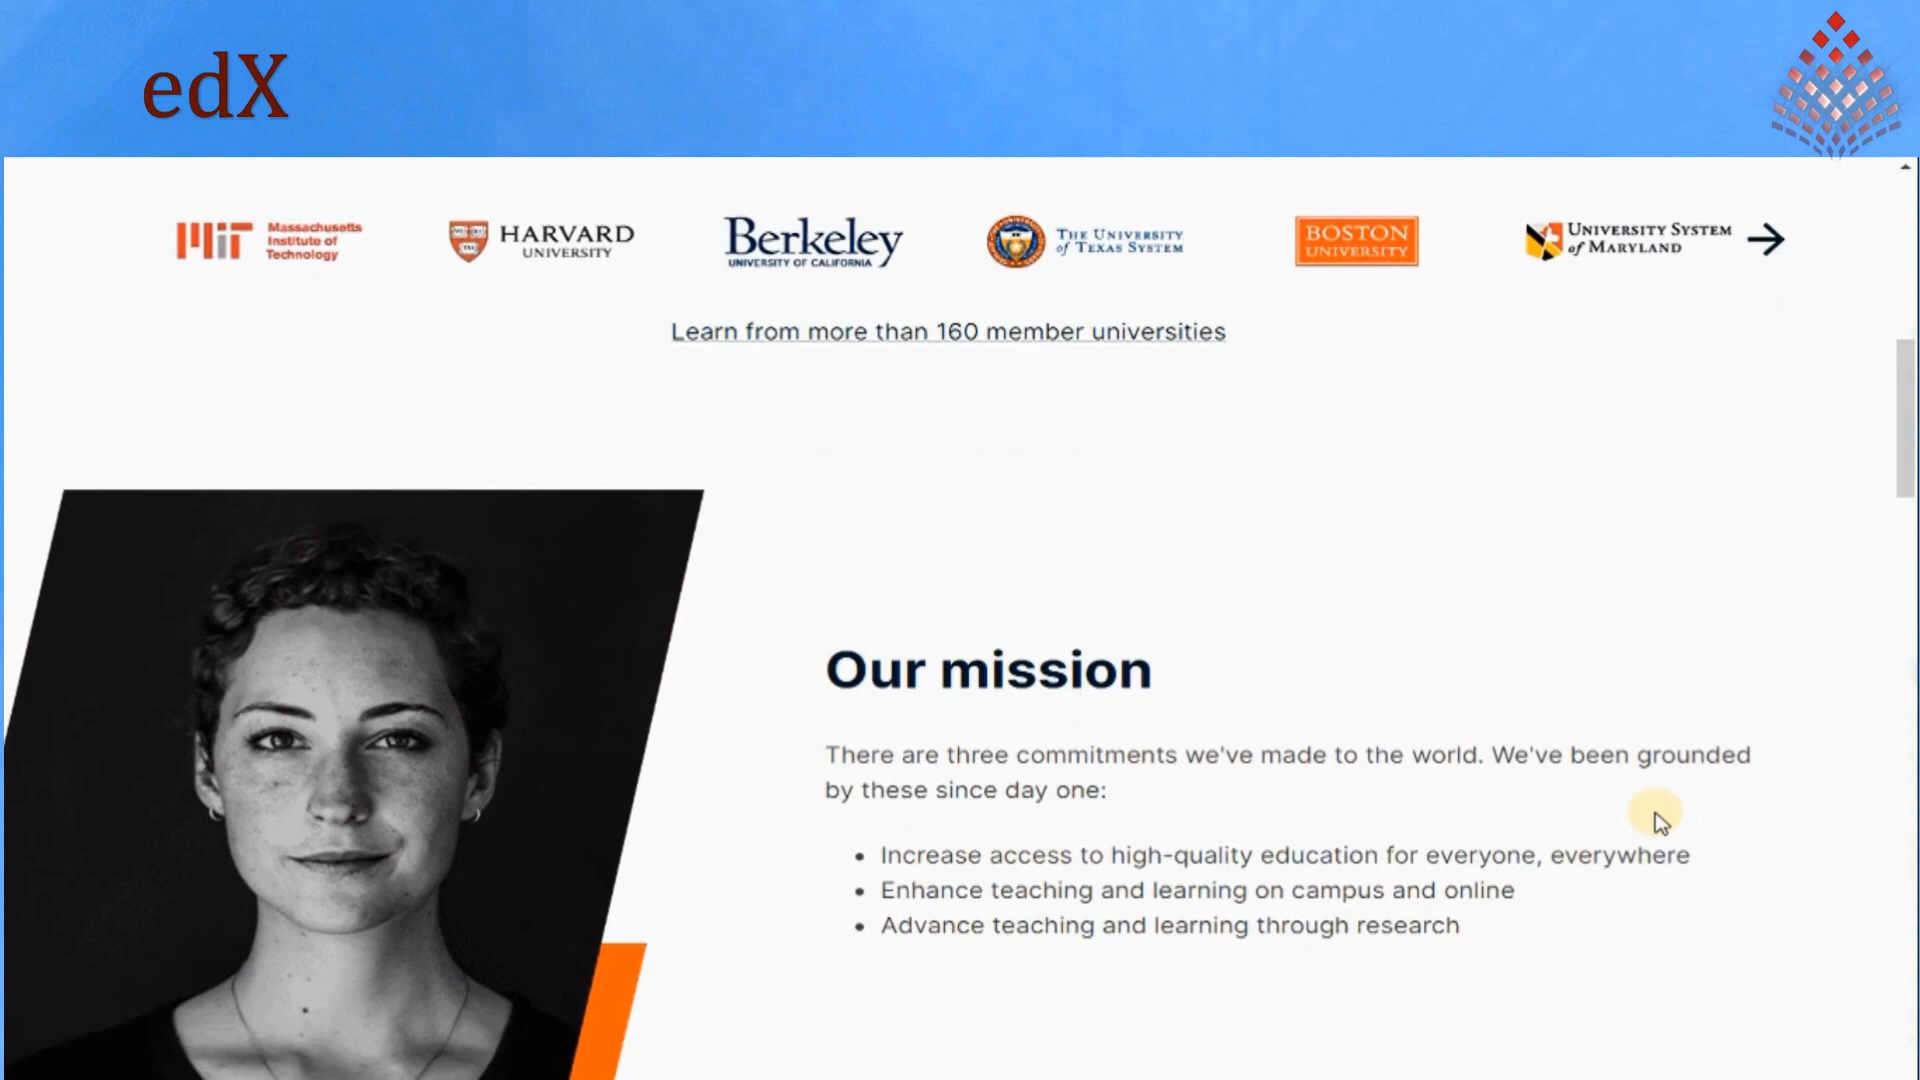 edX
Massachusetts
Institute of
Technology
HARVARD
UNIVERSITY
Berkeley
UNIVERSITY OF CALIFORNIA
THE UNIVERSITY
of TEXAS SYSTEM
BOSTON
UNIVERSITY
UNIVERSITY SYSTEM
of MARYLAND
Learn from more than 160 member universities
Our mission
There are three commitments we've made to the world. We've been grounded
by these since day one:
• Increase access to high-quality education for everyone, everywhere
• Enhance teaching and learning on campus and online
• Advance teaching and learning through research